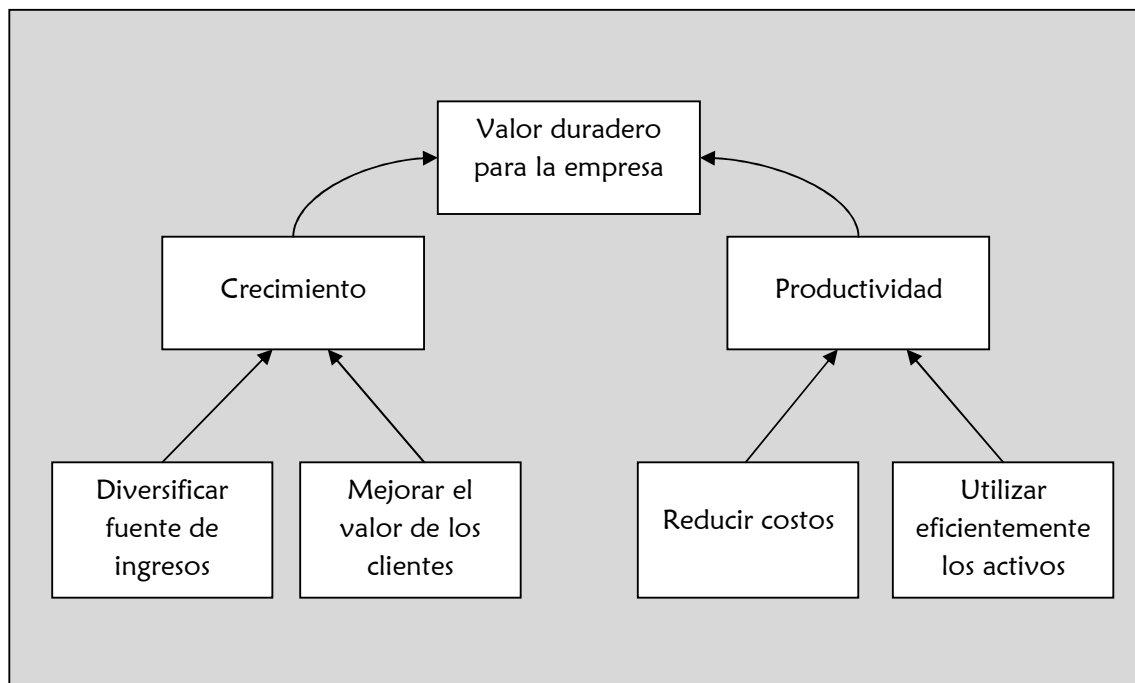 Valor duradero
para la empresa
Crecimiento
Productividad
Diversificar
fuente de
ingresos
Mejorar el
valor de los
clientes
Reducir costos
Utilizar
eficientemente
los activos